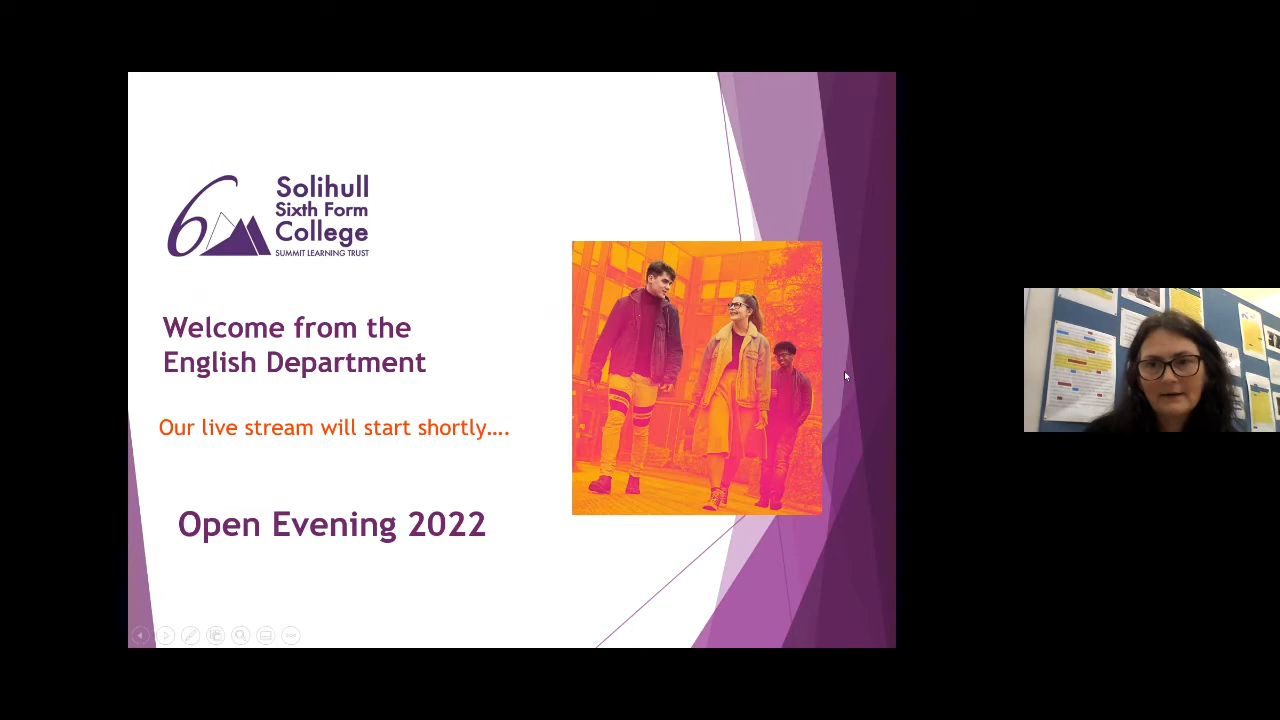 6
Solihull
Sixth Form
College
SUMMIT LEARNING TRUST
Welcome from the
English Department
Our live stream will start shortly....
Open Evening 2022